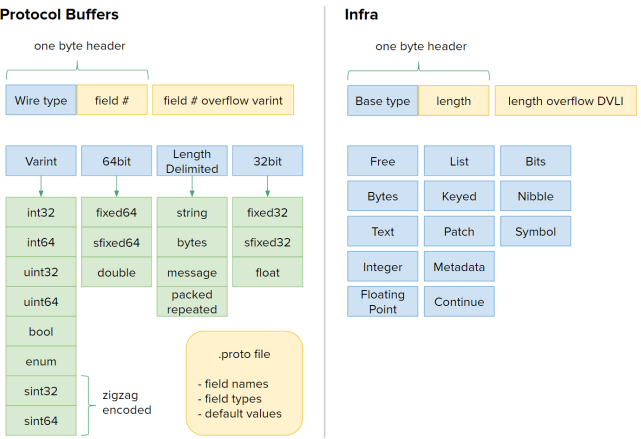 Protocol Buffers
one byte header
Wire type
field #
field # overflow varint
Varint
64bit
Length
Delimited
32bit
int32
fixed64
string
fixed32
int64
sfixed64
bytes
sfixed32
uint32
double
message
float
uint64
packed
repeated
bool
enum
sint32
sint64
zigzag
encoded
.proto file
- field names
- field types
- default values
Infra
one byte header
Base type
length
length overflow DVLI
Free
List
Bits
Bytes
Keyed
Nibble
Text
Patch
Symbol
Integer
Metadata
Floating
Point
Continue